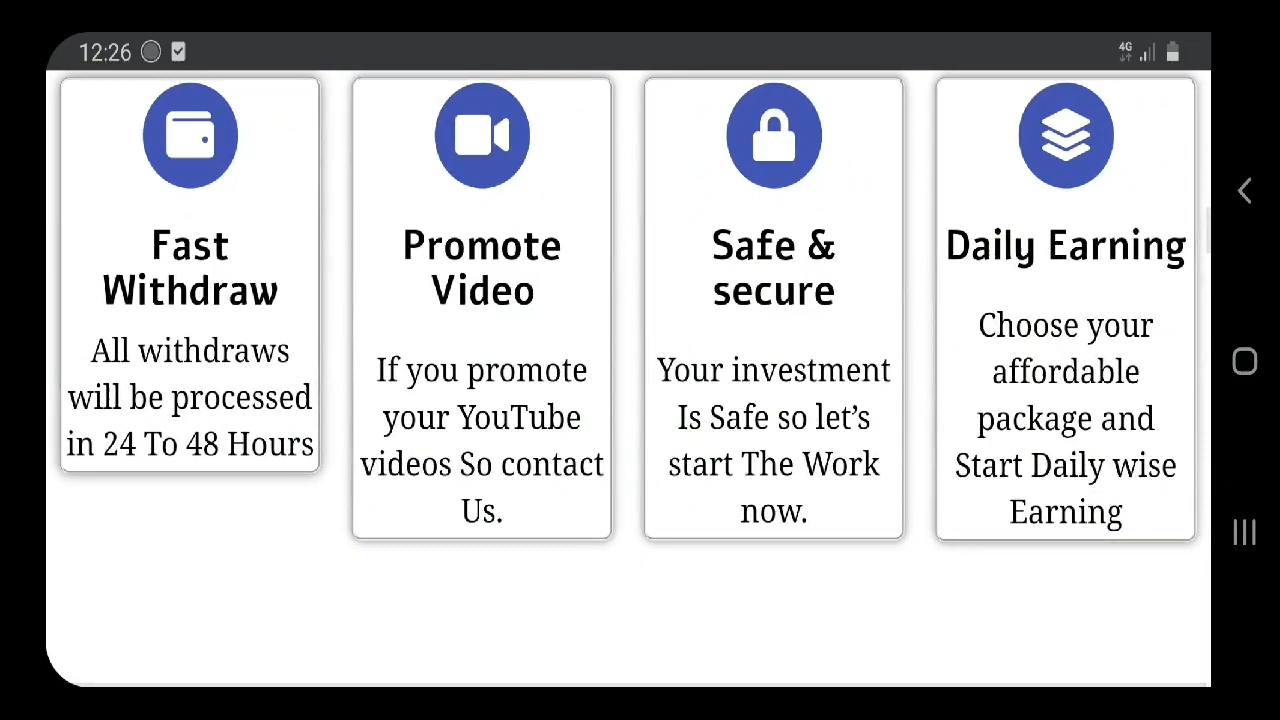 12:26
4G
Fast
Withdraw
All withdraws
will be processed
in 24 To 48 Hours
Promote
Video
If you promote
your YouTube
videos So contact
Us.
Safe &
secure
Your investment
Is Safe so let’s
start The Work
now.
Daily Earning
Choose your
affordable
package and
Start Daily wise
Earning